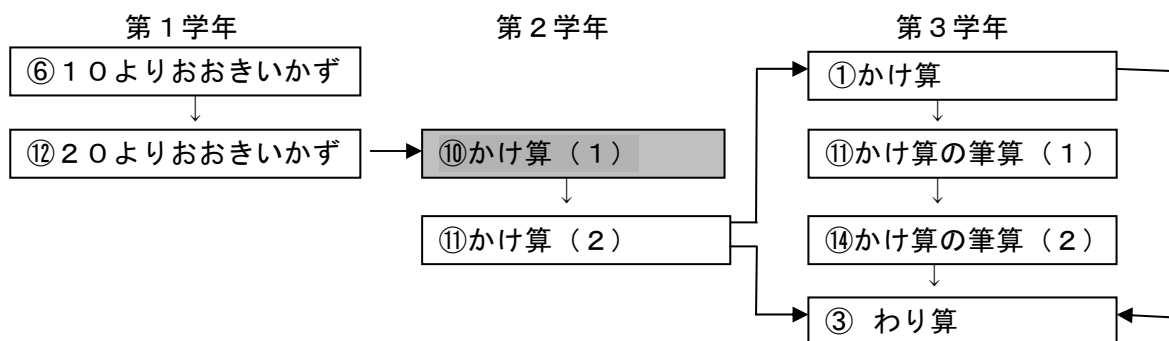 第１学年
⑥１０よりおおきいかず
⑫２０よりおおきいかず
第２学年
⑩かけ算（１）
⑪かけ算（２）
第３学年
①かけ算
⑪かけ算の筆算（１）
⑭かけ算の筆算（２）
③ わり算